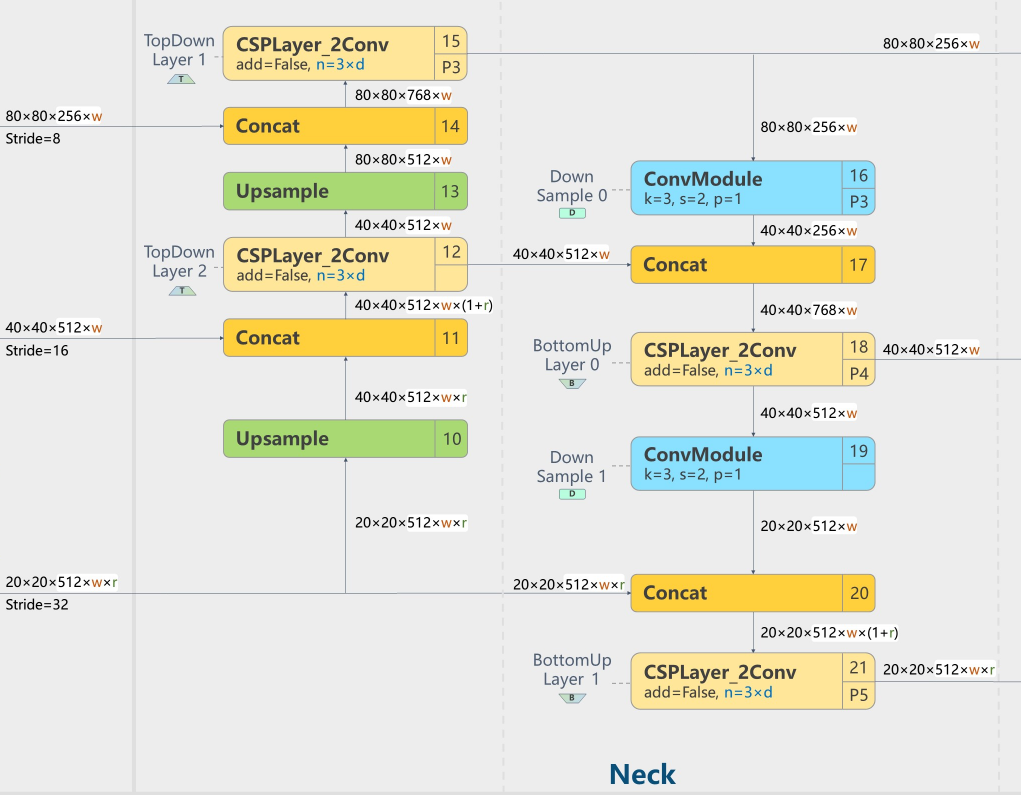 TopDown
Layer 1
T
CSPLayer_2Conv
add=False, n=3×d
15
P3
80×80×256×w
80×80×768×w
80×80×256×w
Stride=8
Concat
14
80×80×256×w
80×80×512×w
Upsample
13
Down
Sample 0
D
ConvModule
k=3, s=2, p=1
16
P3
40×40×512×w
40×40×256×w
TopDown
Layer 2
T
CSPLayer_2Conv
add=False, n=3×d
12
40×40×512×w
Concat
17
40×40×512×w×(1+r)
40×40×768×w
40×40×512×w
Stride=16
Concat
11
BottomUp
Layer 0
B
CSPLayer_2Conv
add=False, n=3×d
18
P4
40×40×512×w
40×40×512×w×r
40×40×512×w
Upsample
10
Down
Sample 1
D
ConvModule
k=3, s=2, p=1
19
20×20×512×w×r
20×20×512×w
20×20×512×w×r
Stride=32
20×20×512×w×r
Concat
20
20×20×512×w×(1+r)
BottomUp
Layer 1
B
CSPLayer_2Conv
add=False, n=3×d
21
P5
20×20×512×w×r
Neck